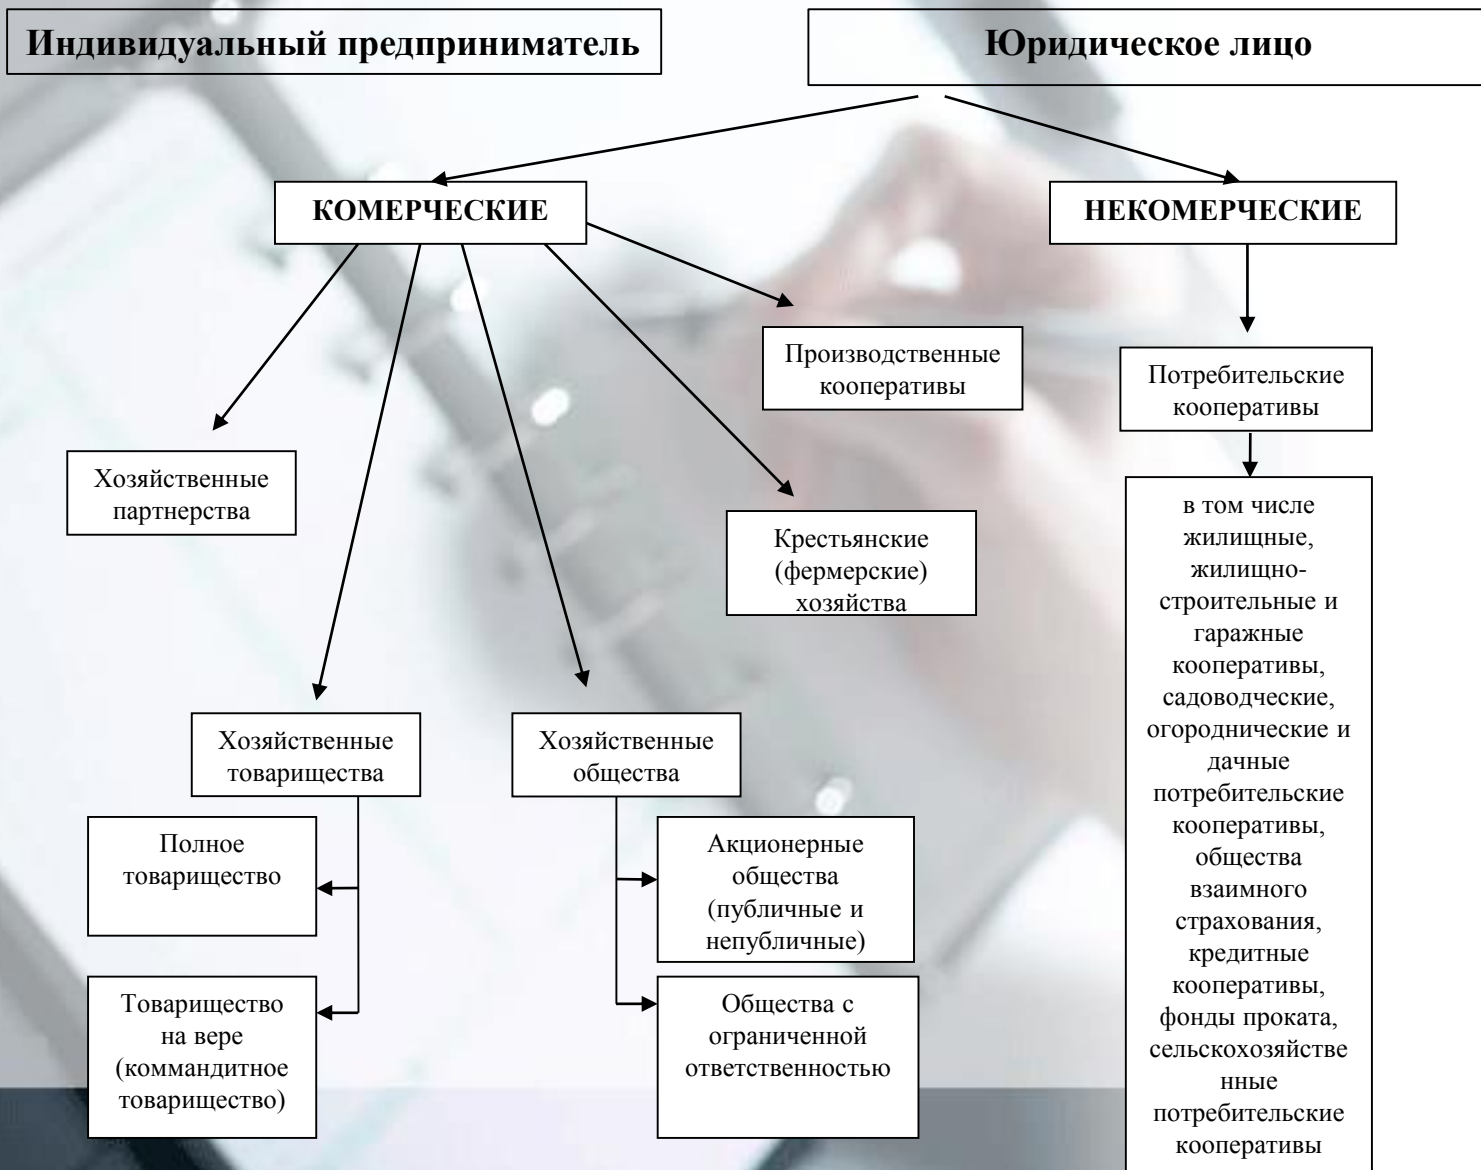 Индивидуальный предприниматель
Юридическое лицо
КОМЕРЧЕСКИЕ
НЕКОМЕРЧЕСКИЕ
Производственные
кооперативы
Потребительские
кооперативы
Хозяйственные
партнерства
Крестьянские
(фермерские)
хозяйства
в том числе
жилищные,
жилищно-
строительные и
гаражные
кооперативы,
садоводческие,
огороднические и
дачные
потребительские
кооперативы,
общества
взаимного
страхования,
кредитные
кооперативы,
фонды проката,
сельскохозяйстве
нные
потребительские
кооперативы
Хозяйственные
товарищества
Хозяйственные
общества
Полное
товарищество
Акционерные
общества
(публичные и
непубличные)
Товарищество
на вере
(коммандитное
товарищество)
Общества с
ограниченной
ответственностью